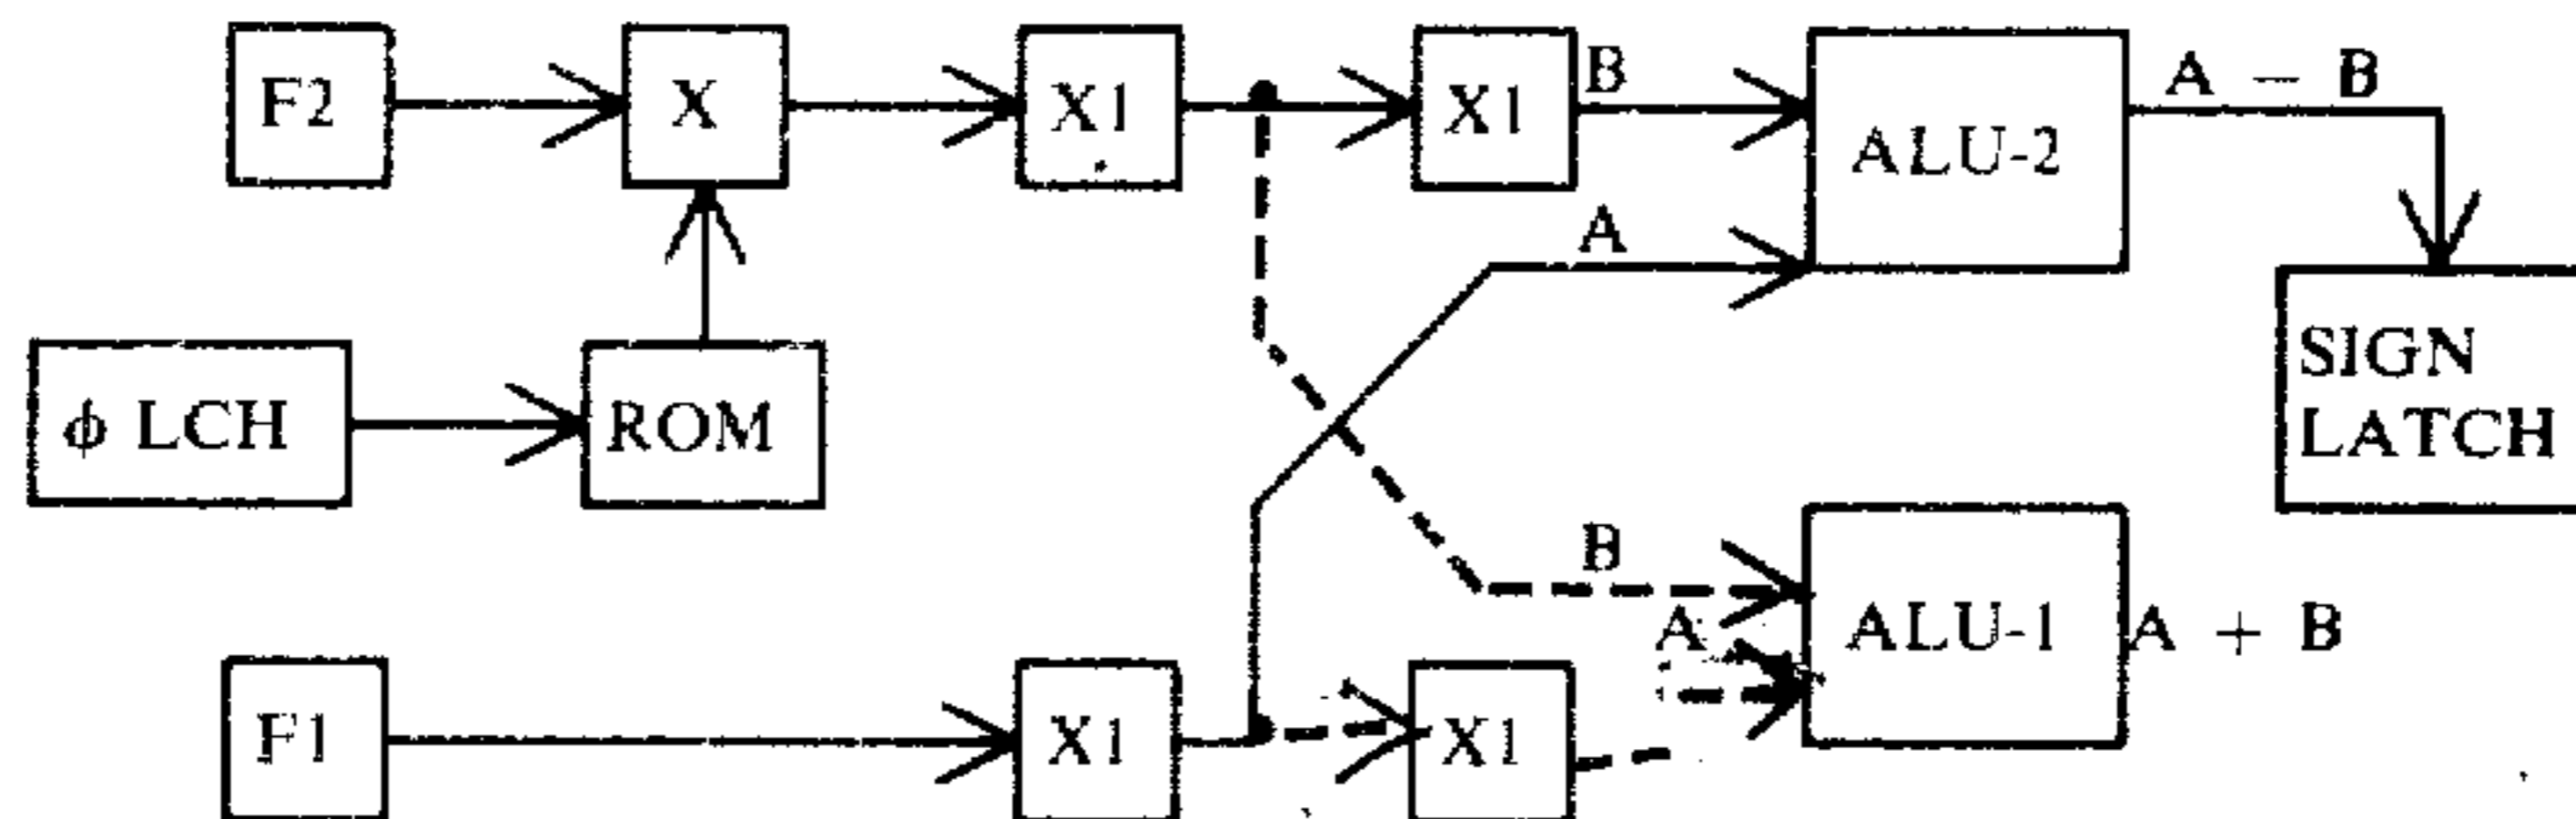 F2
X
X1
X1
B
ALU-2
A – B
A
φ LCH
ROM
SIGN
LATCH
B
A
ALU-1
A + B
F1
X1
X1